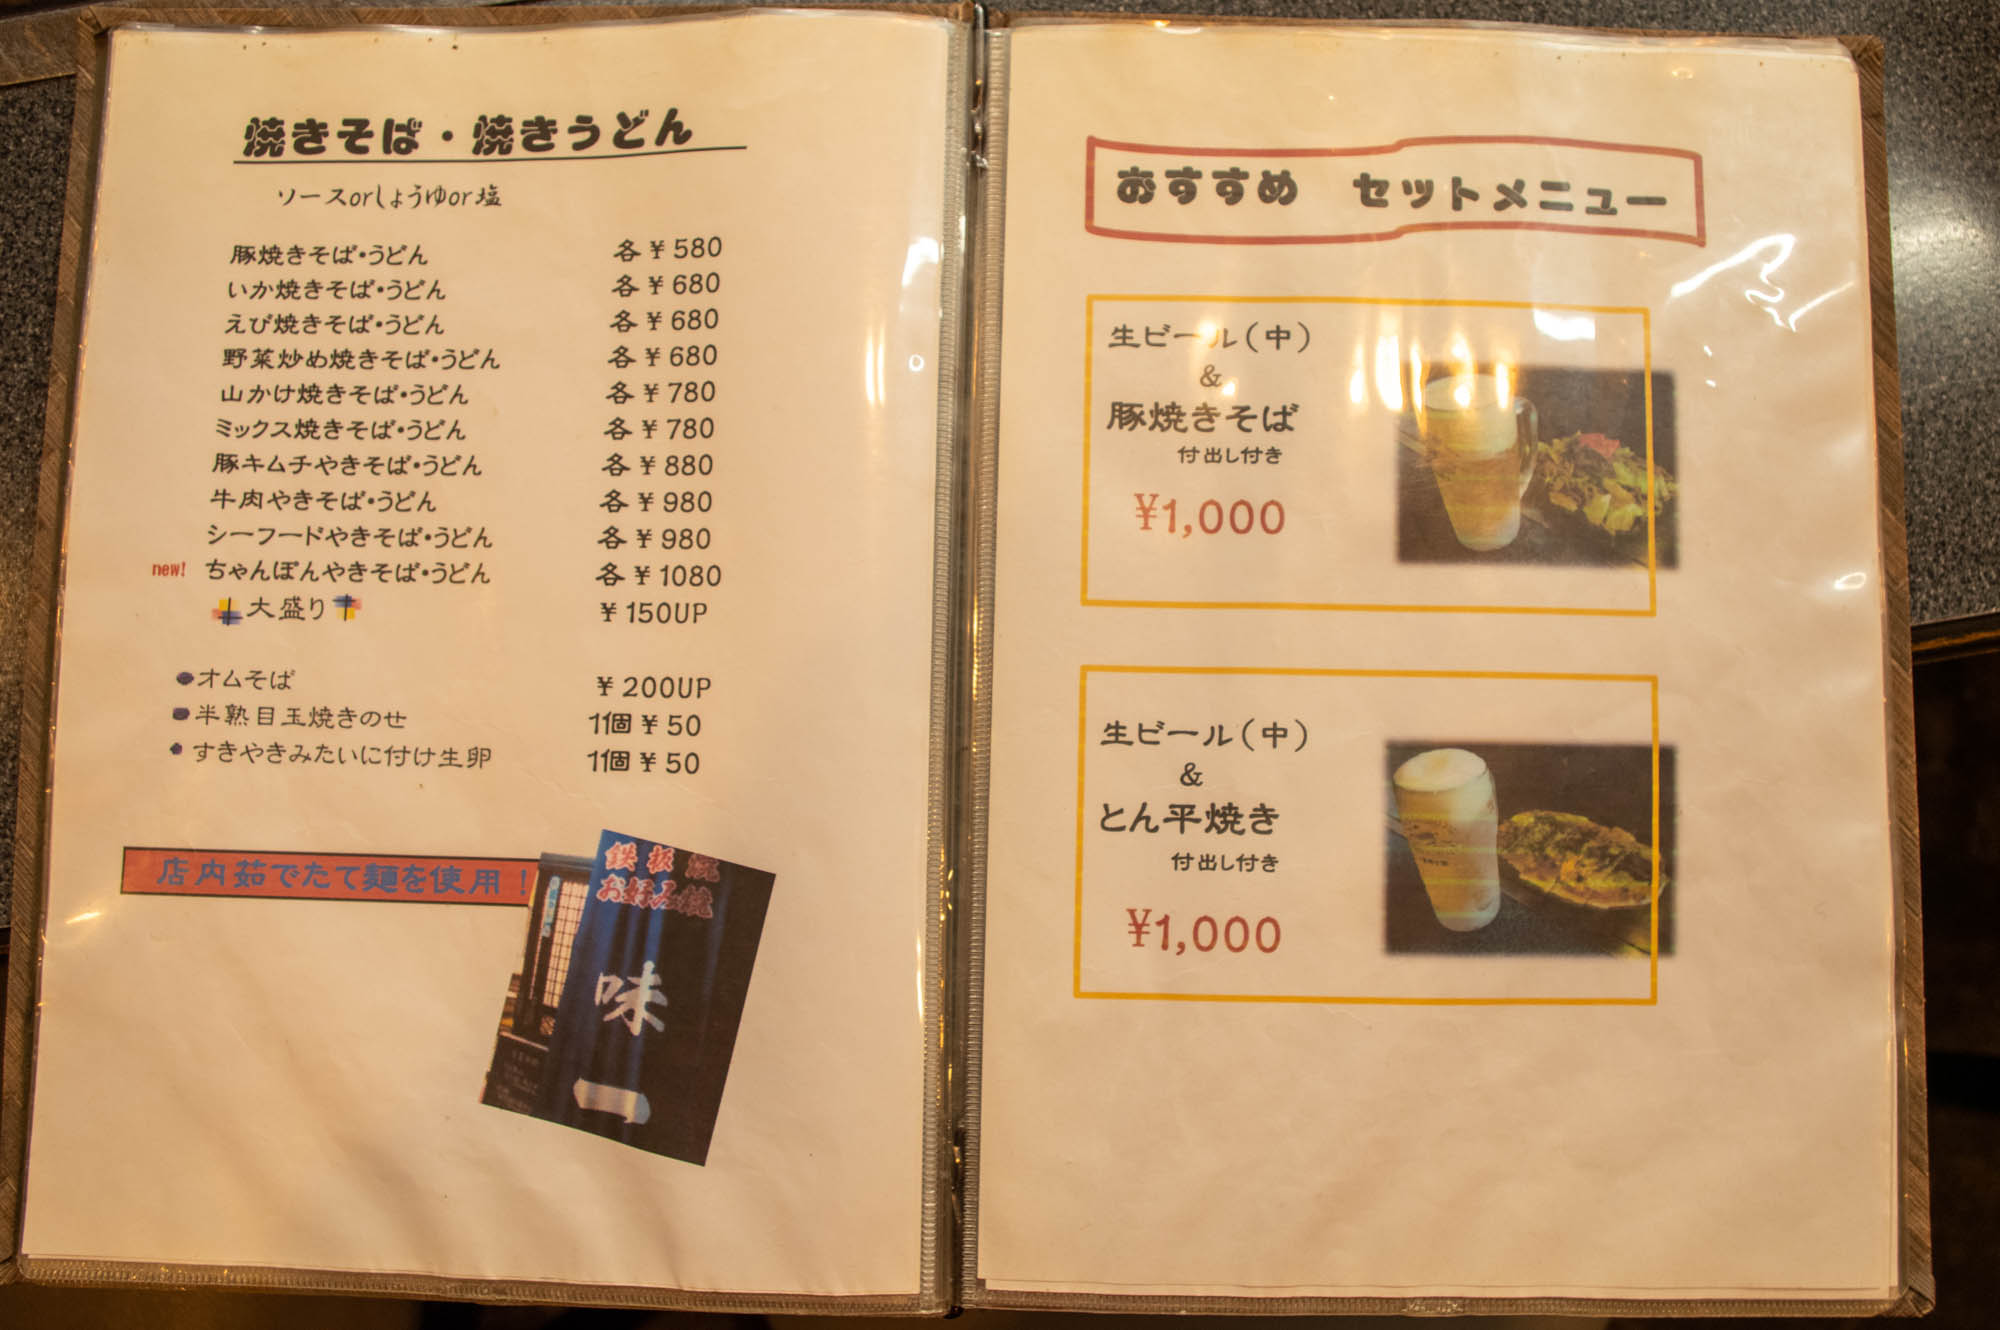 焼きそば・焼きうどん
ソースorしょうゆor塩
豚焼きそば・うどん 各¥580
いか焼きそば・うどん 各¥680
えび焼きそば・うどん 各¥680
野菜炒め焼きそば・うどん 各¥680
山かけ焼きそば・うどん 各¥780
ミックス焼きそば・うどん 各¥780
豚キムチやきそば・うどん 各¥880
牛肉やきそば・うどん 各¥980
シーフードやきそば・うどん 各¥980
new! ちゃんぽんやきそば・うどん 各¥1080
大盛り ¥150UP
●オムそば ¥200UP
●半熟目玉焼きのせ 1個¥50
●すきやきみたいに付け生卵 1個¥50
店内茹でたて麺を使用!
鉄板焼
お好み焼
味一
おすすめ セットメニュー
生ビール(中)
&
豚焼きそば
付出し付き
¥1,000
生ビール(中)
&
とん平焼き
付出し付き
¥1,000